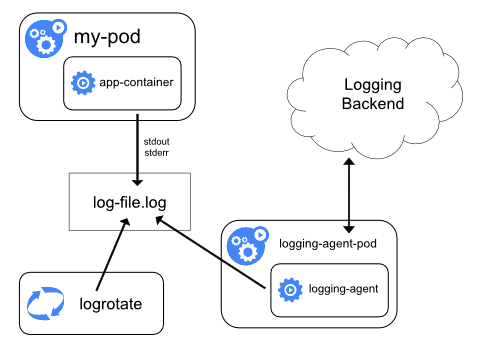 my-pod
app-container
stdout
stderr
Logging
Backend
log-file.log
logging-agent-pod
logging-agent
logrotate